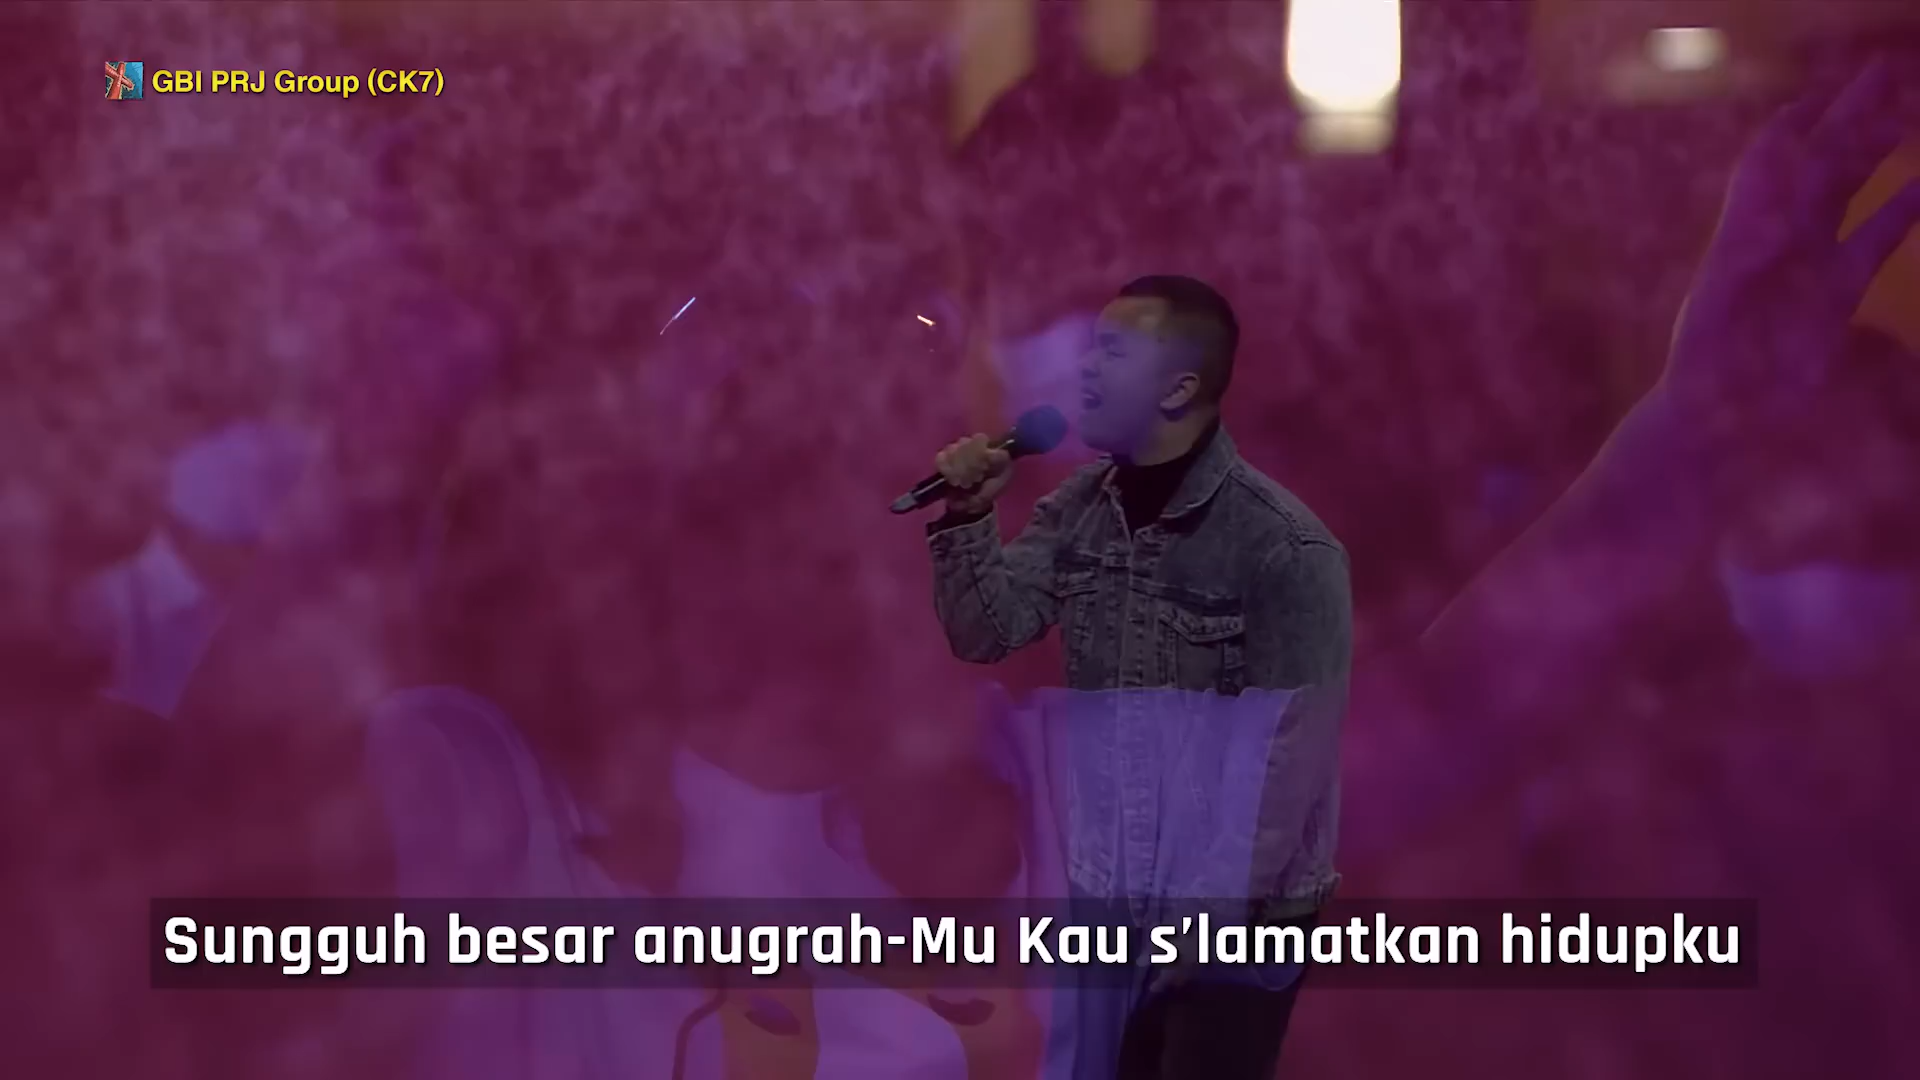 GBI PRJ Group (CK7)
Sungguh besar anugrah-Mu Kau s’lamatkan hidupku